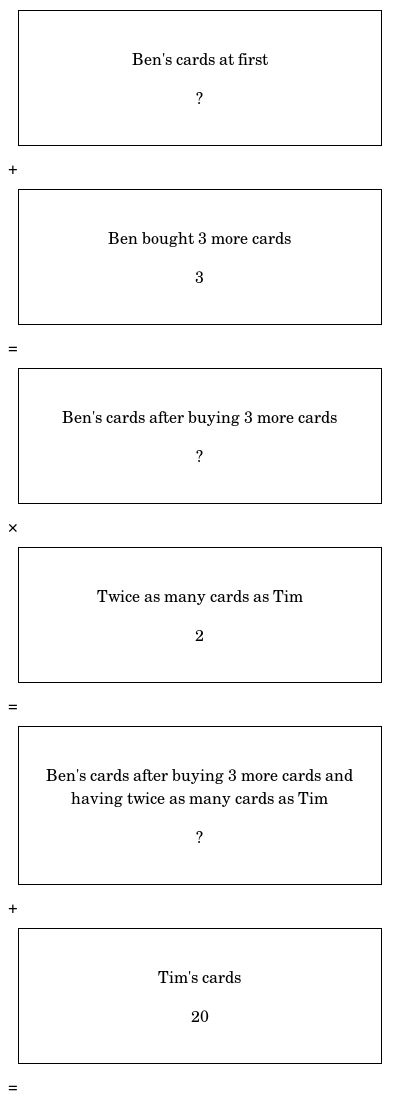 Ben's cards at first
?
+
Ben bought 3 more cards
3
=
Ben's cards after buying 3 more cards
?
×
Twice as many cards as Tim
2
=
Ben's cards after buying 3 more cards and
having twice as many cards as Tim
?
+
Tim's cards
20
=